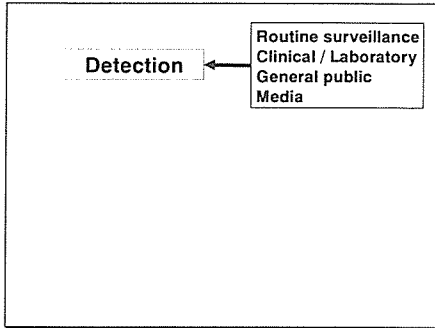 Detection
Routine surveillance
Clinical / Laboratory
General public
Media